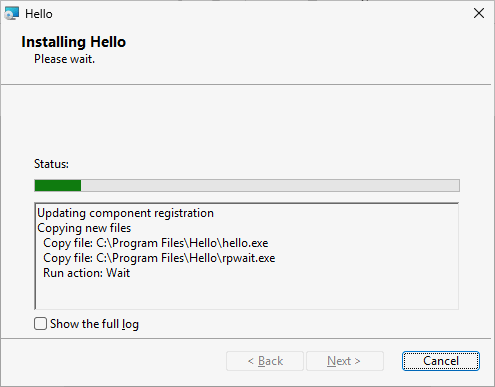 Hello
Installing Hello
Please wait.
Status:
Updating component registration
Copying new files
Copy file: C:\Program Files\Hello\hello.exe
Copy file: C:\Program Files\Hello\rpwait.exe
Run action: Wait
Show the full log
< Back
Next >
Cancel